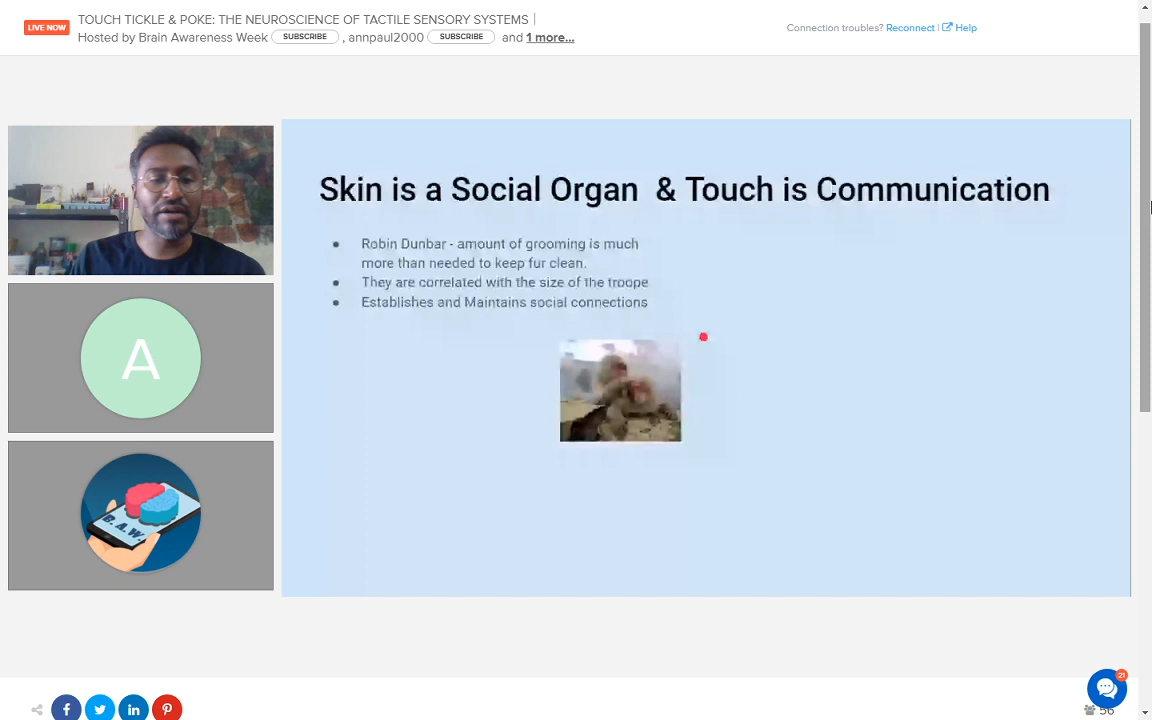 LIVE NOW
TOUCH TICKLE & POKE: THE NEUROSCIENCE OF TACTILE SENSORY SYSTEMS |
Hosted by Brain Awareness Week SUBSCRIBE , annpaul2000 SUBSCRIBE and 1 more...
Connection troubles? Reconnect | Help
Skin is a Social Organ & Touch is Communication
Robin Dunbar - amount of grooming is much
more than needed to keep fur clean.
They are correlated with the size of the troope
Establishes and Maintains social connections
A
B.A.W.
21
56